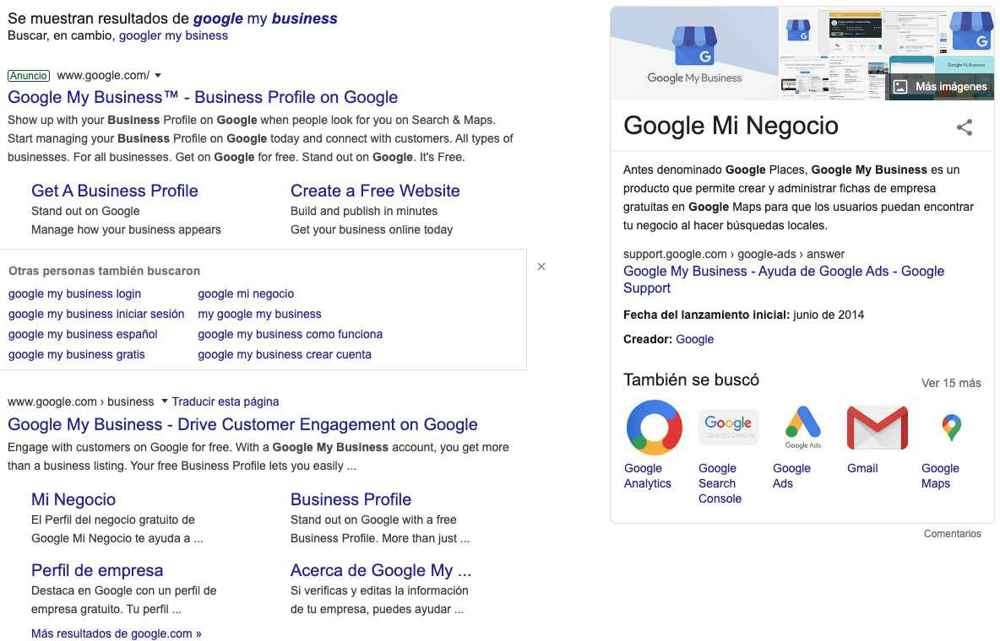 Se muestran resultados de google my business
Buscar, en cambio, googler my bsiness
Anuncio www.google.com/
Google My Business™ - Business Profile on Google
Show up with your Business Profile on Google when people look for you on Search & Maps.
Start managing your Business Profile on Google today and connect with customers. All types of
businesses. For all businesses. Get on Google for free. Stand out on Google. It's Free.
Get A Business Profile
Stand out on Google
Manage how your business appears
Create a Free Website
Build and publish in minutes
Get your business online today
Otras personas también buscaron
google my business login
google my business iniciar sesión
google my business español
google my business gratis
google mi negocio
my google my business
google my business como funciona
google my business crear cuenta
www.google.com › business Traducir esta página
Google My Business - Drive Customer Engagement on Google
Engage with customers on Google for free. With a Google My Business account, you get more
than a business listing. Your free Business Profile lets you easily ...
Mi Negocio
El Perfil del negocio gratuito de
Google Mi Negocio te ayuda a ...
Business Profile
Stand out on Google with a free
Business Profile. More than just ...
Perfil de empresa
Destaca en Google con un perfil de
empresa gratuito. Tu perfil ...
Acerca de Google My ...
Si verificas y editas la información
de tu empresa, puedes ayudar ...
Más resultados de google.com »
Google My Business
Google My Business
Más imágenes
Google Mi Negocio
Antes denominado Google Places, Google My Business es un
producto que permite crear y administrar fichas de empresa
gratuitas en Google Maps para que los usuarios puedan encontrar
tu negocio al hacer búsquedas locales.
support.google.com › google-ads › answer
Google My Business - Ayuda de Google Ads - Google
Support
Fecha del lanzamiento inicial: junio de 2014
Creador: Google
También se buscó
Ver 15 más
Google
Search Console
Google Ads
Google
Analytics
Google
Search
Console
Google
Ads
Gmail
Google
Maps
Comentarios